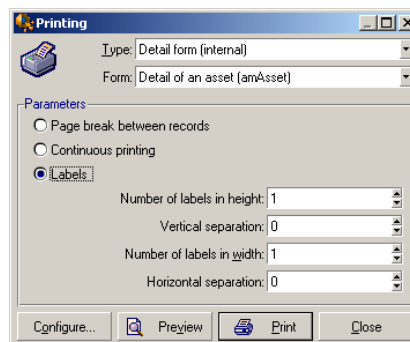 Printing
Type: Detail form (internal)
Form: Detail of an asset (amAsset)
Parameters
Page break between records
Continuous printing
Labels
Number of labels in height: 1
Vertical separation: 0
Number of labels in width: 1
Horizontal separation: 0
Configure... Preview Print Close